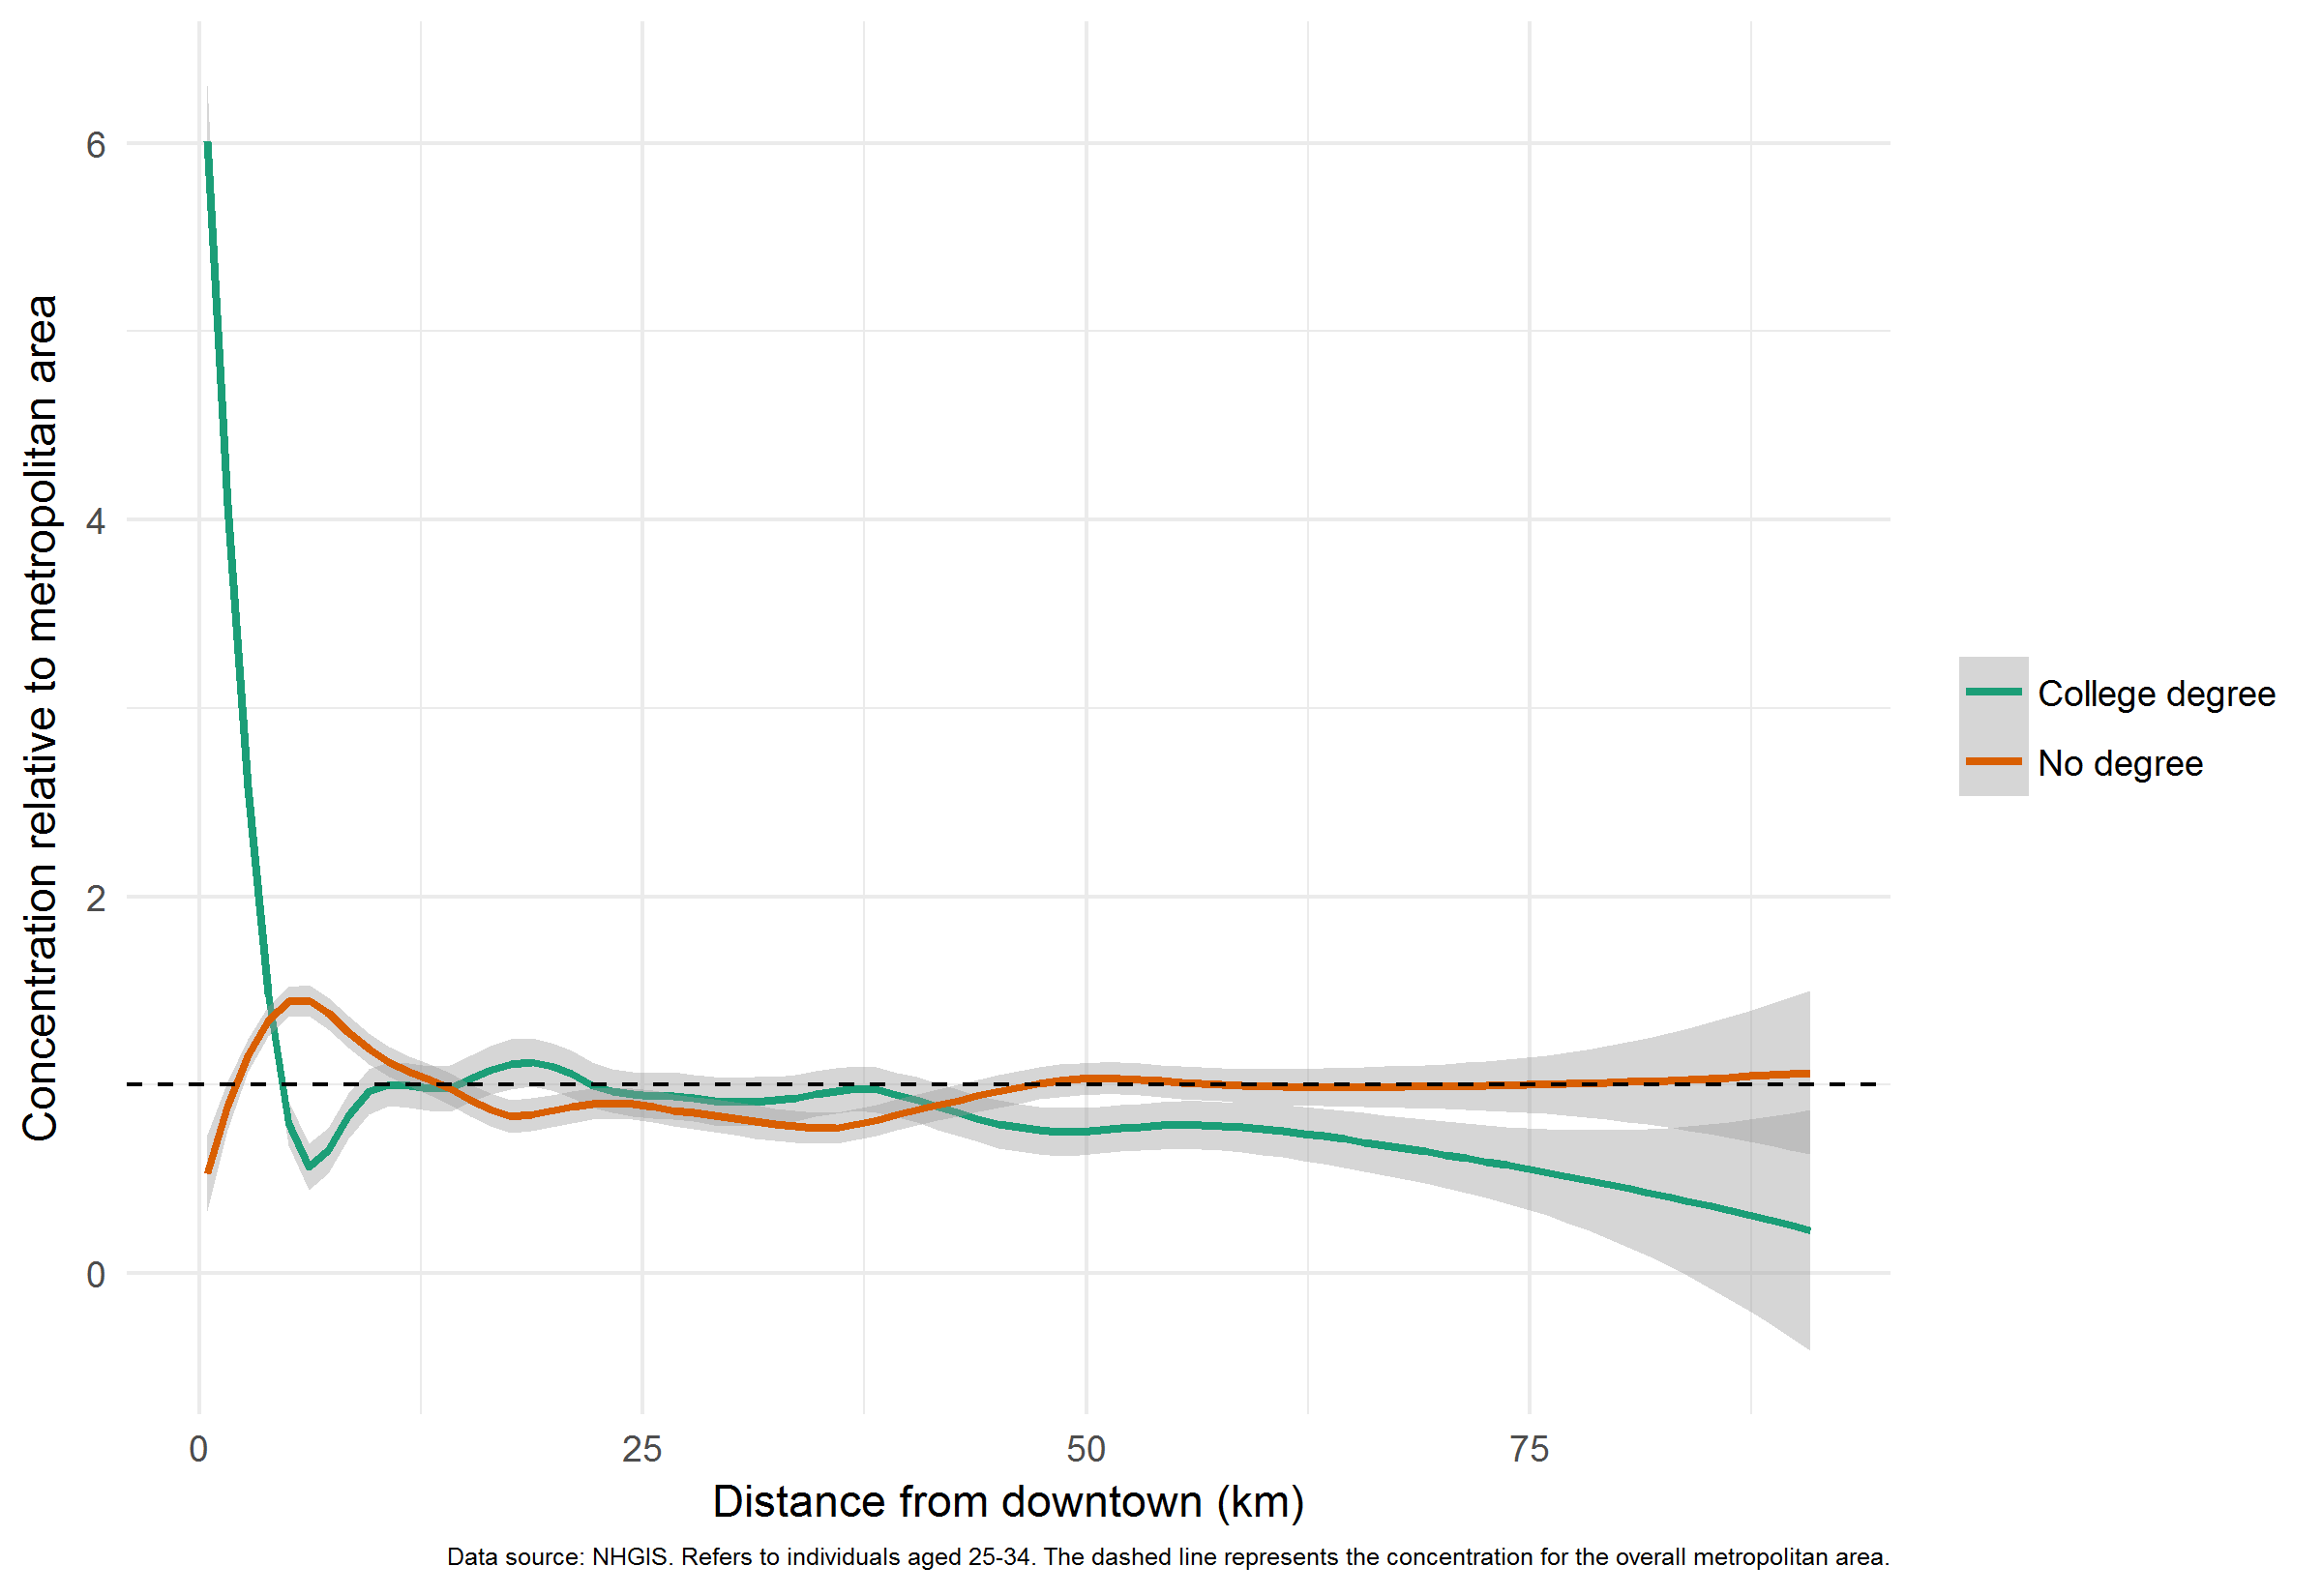 Concentration relative to metropolitan area
6
4
2
0
0 25 50 75
Distance from downtown (km)
College degree
No degree
Data source: NHGIS. Refers to individuals aged 25-34. The dashed line represents the concentration for the overall metropolitan area.